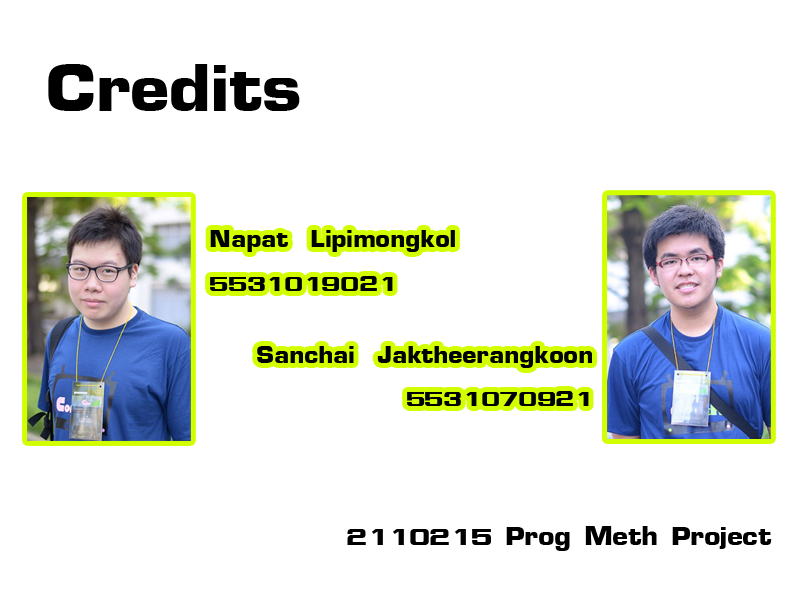 Credits
Napat Lipimongkol
5531019021
Sanchai Jaktheerangkoon
5531070921
2110215 Prog Meth Project